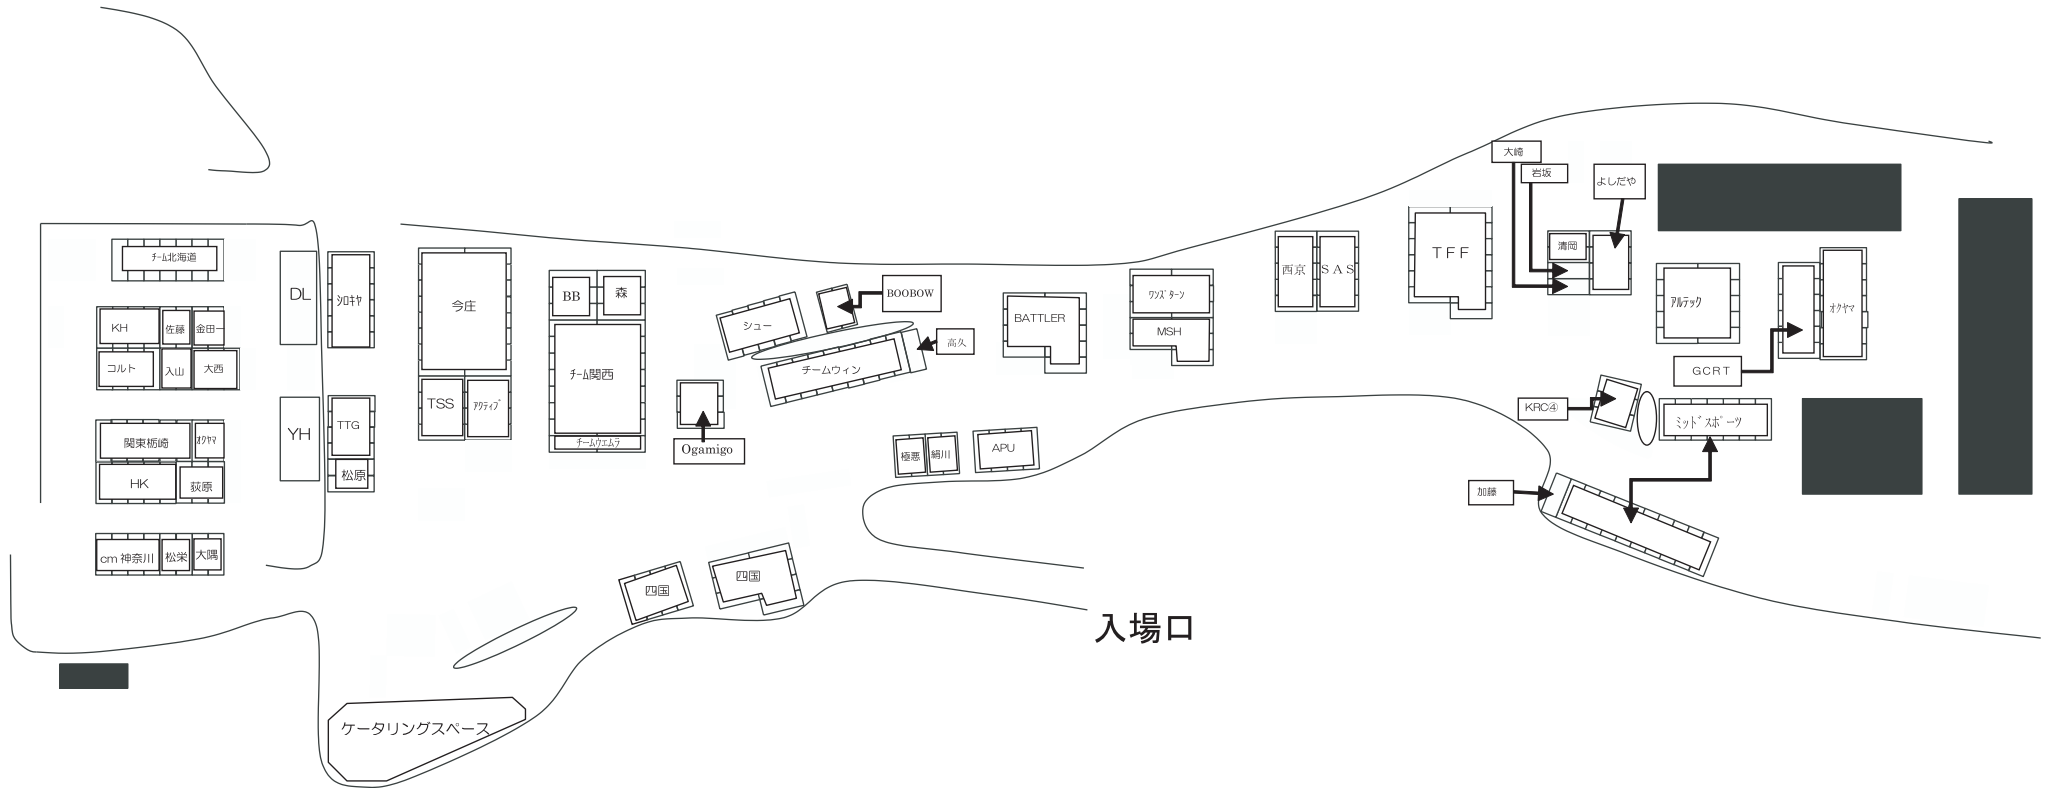 チーム北海道
KH
佐藤
金田一
コルト
入山
大西
関東栃崎
オクヤマ
HK
荻原
cm 神奈川
松栄
大隅
DL
YH
シロキヤ
TTG
松原
今庄
TSS
アクティブ
BB
森
チーム関西
チームウエムラ
Ogamigo
シュー
BOOBOW
高久
チームウィン
極悪
絹川
APU
BATTLER
ワンズターン
MSH
四国
四国
ケータリングスペース
入場口
西京
SAS
TFF
大崎
岩坂
よしだや
清岡
アルテック
オクヤマ
GCRT
KRC④
ミッドスポーツ
加藤